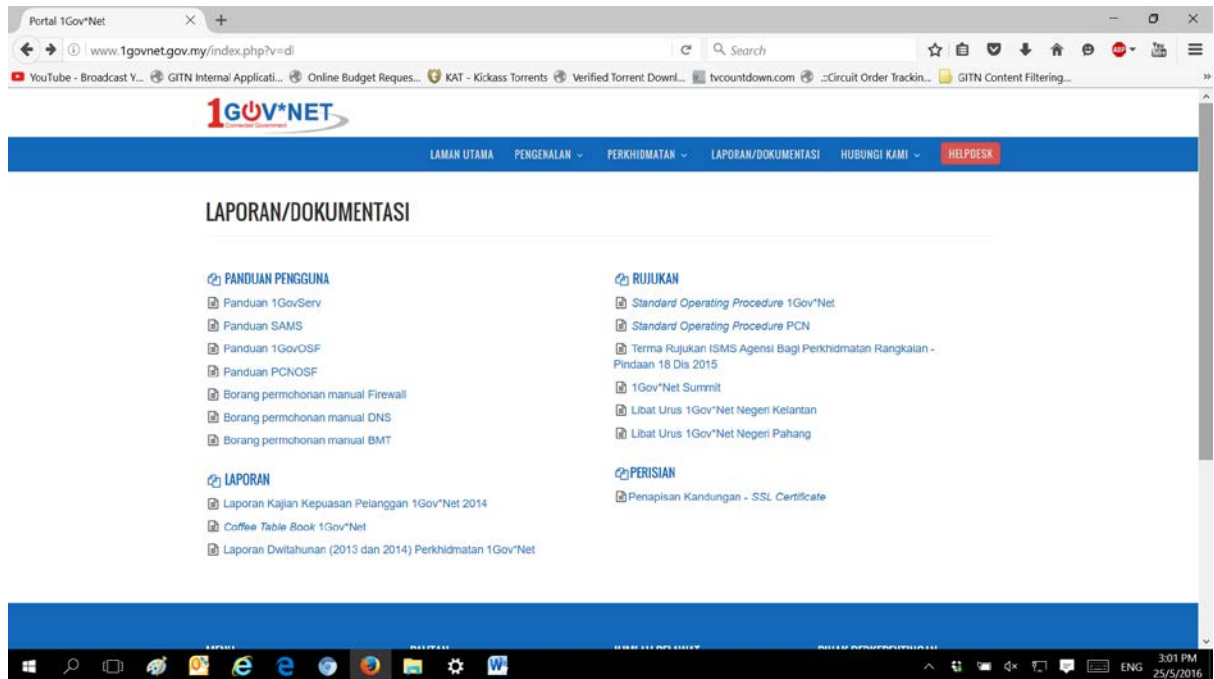 Portal 1Gov*Net
www.1govnet.gov.my/index.php?v=dl
Search
YouTube - Broadcast Y...
GITN Internal Applicati...
Online Budget Reques...
KAT - Kickass Torrents
Verified Torrent Downl...
tvcountdown.com
.::Circuit Order Trackin...
GITN Content Filtering...
1GOV*NET
Connected Government
LAMAN UTAMA
PENGENALAN
PERKHIDMATAN
LAPORAN/DOKUMENTASI
HUBUNGI KAMI
HELPDESK
LAPORAN/DOKUMENTASI
PANDUAN PENGGUNA
Panduan 1GovServ
Panduan SAMS
Panduan 1GovOSF
Panduan PCNOSF
Borang permohonan manual Firewall
Borang permohonan manual DNS
Borang permohonan manual BMT
LAPORAN
Laporan Kajian Kepuasan Pelanggan 1Gov*Net 2014
Coffee Table Book 1Gov*Net
Laporan Dwitahunan (2013 dan 2014) Perkhidmatan 1Gov*Net
RUJUKAN
Standard Operating Procedure 1Gov*Net
Standard Operating Procedure PCN
Terma Rujukan ISMS Agensi Bagi Perkhidmatan Rangkaian -
Pindaan 18 Dis 2015
1Gov*Net Summit
Libat Urus 1Gov*Net Negeri Kelantan
Libat Urus 1Gov*Net Negeri Pahang
PERISIAN
Penapisan Kandungan - SSL Certificate
ENG
3:01 PM
25/5/2016